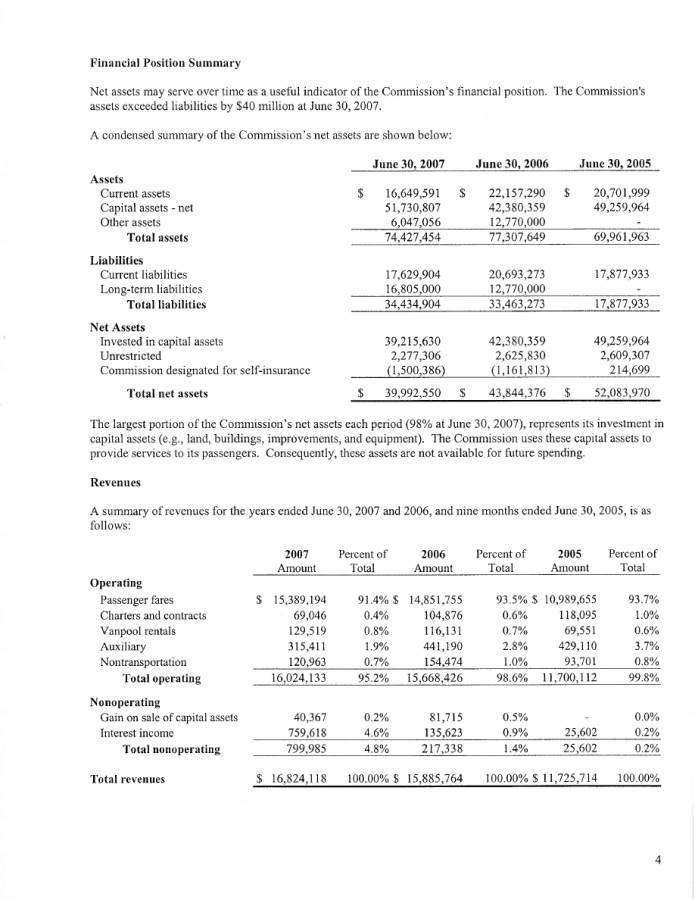 Financial Position Summary
Net assets may serve over time as a useful indicator of the Commission's financial position. The Commission's
assets exceeded liabilities by $40 million at June 30, 2007.
A condensed summary of the Commission's net assets are shown below:
June 30, 2007 June 30, 2006 June 30, 2005
Assets
Current assets $ 16,649,591 $ 22,157,290 $ 20,701,999
Capital assets - net 51,730,807 42,380,359 49,259,964
Other assets 6,047,056 12,770,000 -
Total assets 74,427,454 77,307,649 69,961,963
Liabilities
Current liabilities 17,629,904 20,693,273 17,877,933
Long-term liabilities 16,805,000 12,770,000 -
Total liabilities 34,434,904 33,463,273 17,877,933
Net Assets
Invested in capital assets 39,215,630 42,380,359 49,259,964
Unrestricted 2,277,306 2,625,830 2,609,307
Commission designated for self-insurance (1,500,386) (1,161,813) 214,699
Total net assets $ 39,992,550 $ 43,844,376 $ 52,083,970
The largest portion of the Commission's net assets each period (98% at June 30, 2007), represents its investment in
capital assets (e.g., land, buildings, improvements, and equipment). The Commission uses these capital assets to
provide services to its passengers. Consequently, these assets are not available for future spending.
Revenues
A summary of revenues for the years ended June 30, 2007 and 2006, and nine months ended June 30, 2005, is as
follows:
2007 Percent of 2006 Percent of 2005 Percent of
Amount Total Amount Total Amount Total
Operating
Passenger fares $ 15,389,194 91.4% $ 14,851,755 93.5% $ 10,989,655 93.7%
Charters and contracts 69,046 0.4% 104,876 0.6% 118,095 1.0%
Vanpool rentals 129,519 0.8% 116,131 0.7% 69,551 0.6%
Auxiliary 315,411 1.9% 441,190 2.8% 429,110 3.7%
Nontransportation 120,963 0.7% 154,474 1.0% 93,701 0.8%
Total operating 16,024,133 95.2% 15,668,426 98.6% 11,700,112 99.8%
Nonoperating
Gain on sale of capital assets 40,367 0.2% 81,715 0.5% - 0.0%
Interest income 759,618 4.6% 135,623 0.9% 25,602 0.2%
Total nonoperating 799,985 4.8% 217,338 1.4% 25,602 0.2%
Total revenues $ 16,824,118 100.00% $ 15,885,764 100.00% $ 11,725,714 100.00%
4